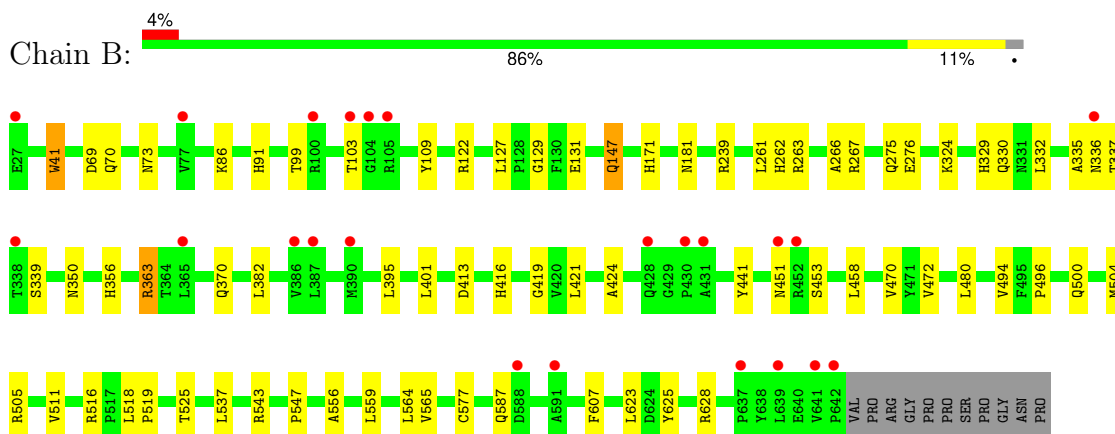 4%
Chain B:
86% 11% •
E27 W41 D69 Q70 N73 V77 K86 H91 T99 R100 T103 G104 R105 Y109 R122 L127 P128 G129 F130 E131 Q147 H171 N181 R239 L261 H262 R263 A266 R267 Q275 E276 K324 H329 Q330 N331 L332 A335 N336 T337
T338 S339 N350 H356 R363 T364 L365 Q370 L382 V386 L387 M390 L395 L401 D413 H416 G419 V420 L421 A424 Q428 G429 P430 A431 Y441 N451 R452 S453 L458 V470 Y471 V472 L480 V494 F495 P496 Q500 M504
R505 V511 R516 P517 L518 P519 T525 L537 R543 P547 A556 L559 L564 V565 C577 Q587 D588 A591 F607 L623 D624 Y625 R628 P637 Y638 L639 E640 V641 P642 VAL PRO ARG GLY PRO PRO SER PRO GLY ASN PRO